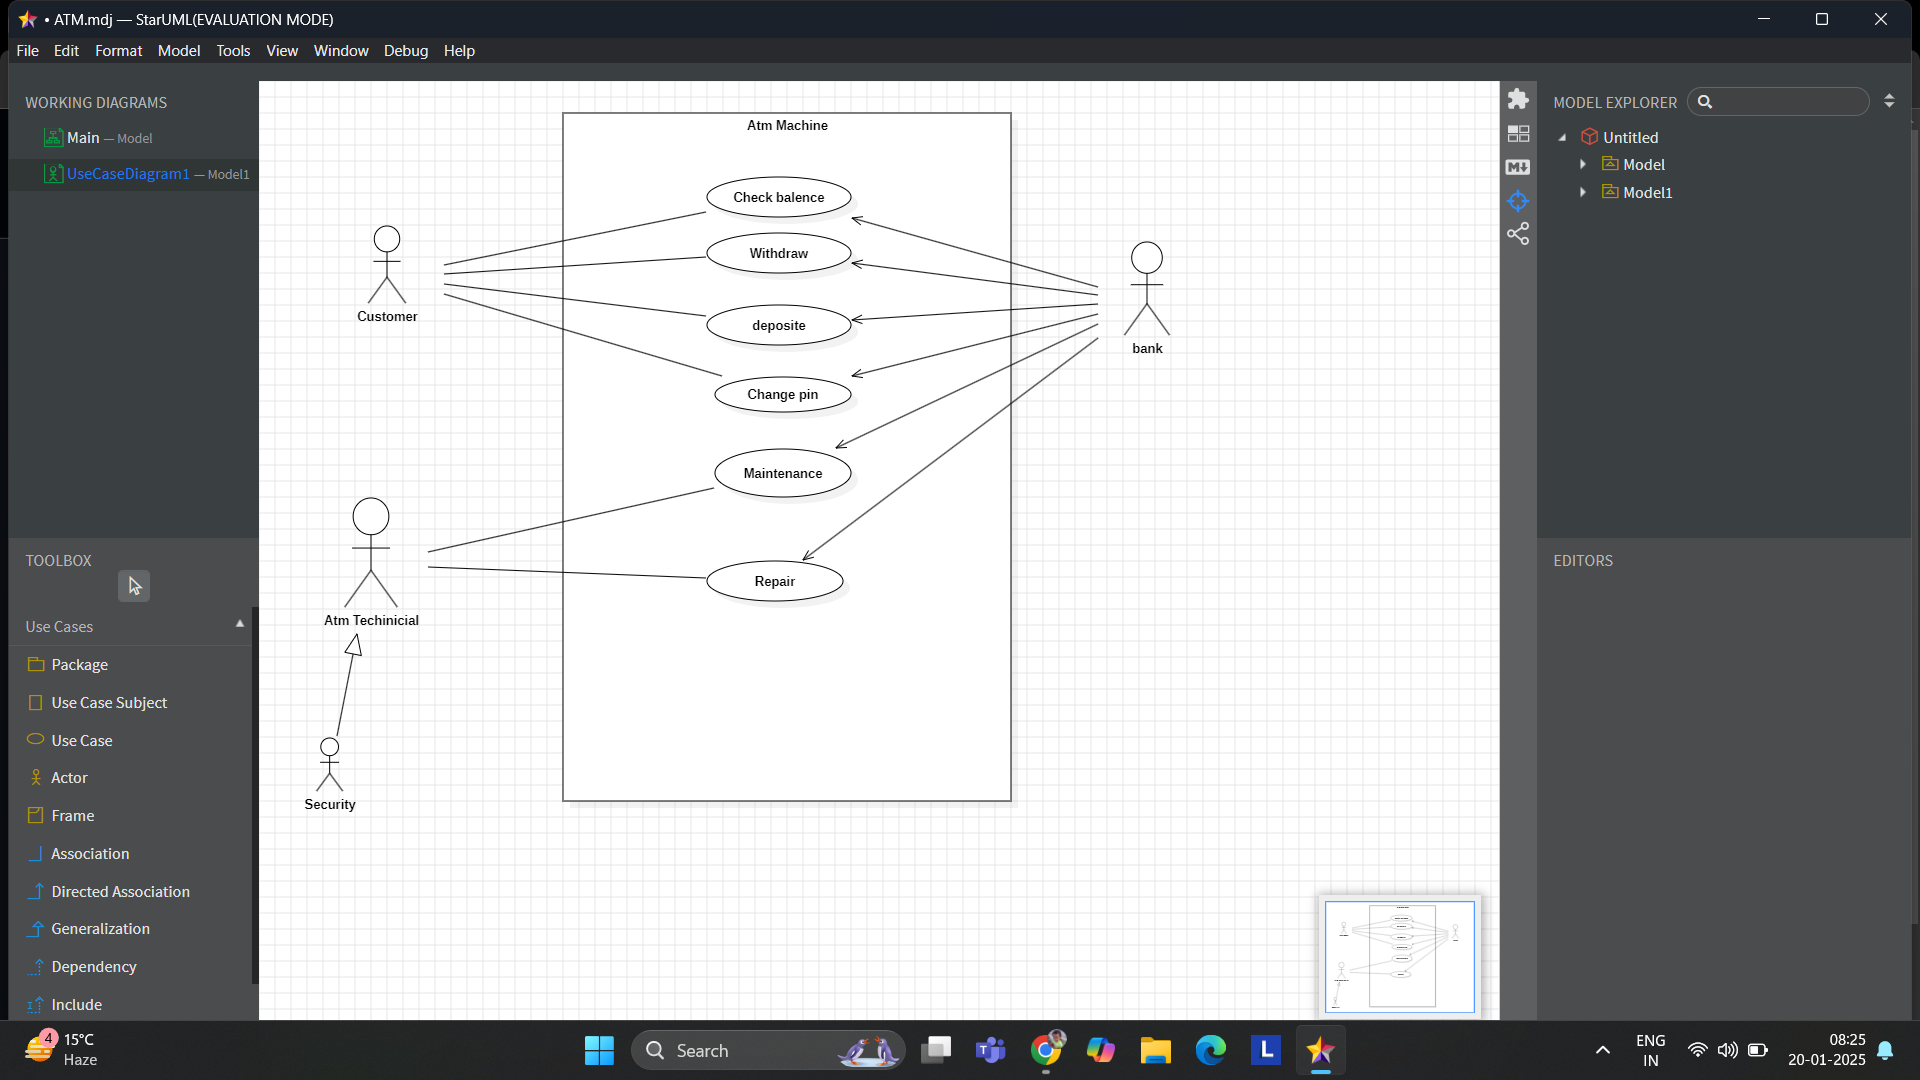 • ATM.mdj — StarUML(EVALUATION MODE)
File Edit Format Model Tools View Window Debug Help
WORKING DIAGRAMS
Main — Model
UseCaseDiagram1 — Model1
TOOLBOX
Use Cases
Package
Use Case Subject
Use Case
Actor
Frame
Association
Directed Association
Generalization
Dependency
Include
Atm Machine
Check balence
Withdraw
deposite
Change pin
Maintenance
Repair
Customer
Atm Techinicial
Security
bank
MODEL EXPLORER
Untitled
Model
Model1
EDITORS
4
15°C
Haze
Search
L
ENG
IN
08:25
20-01-2025